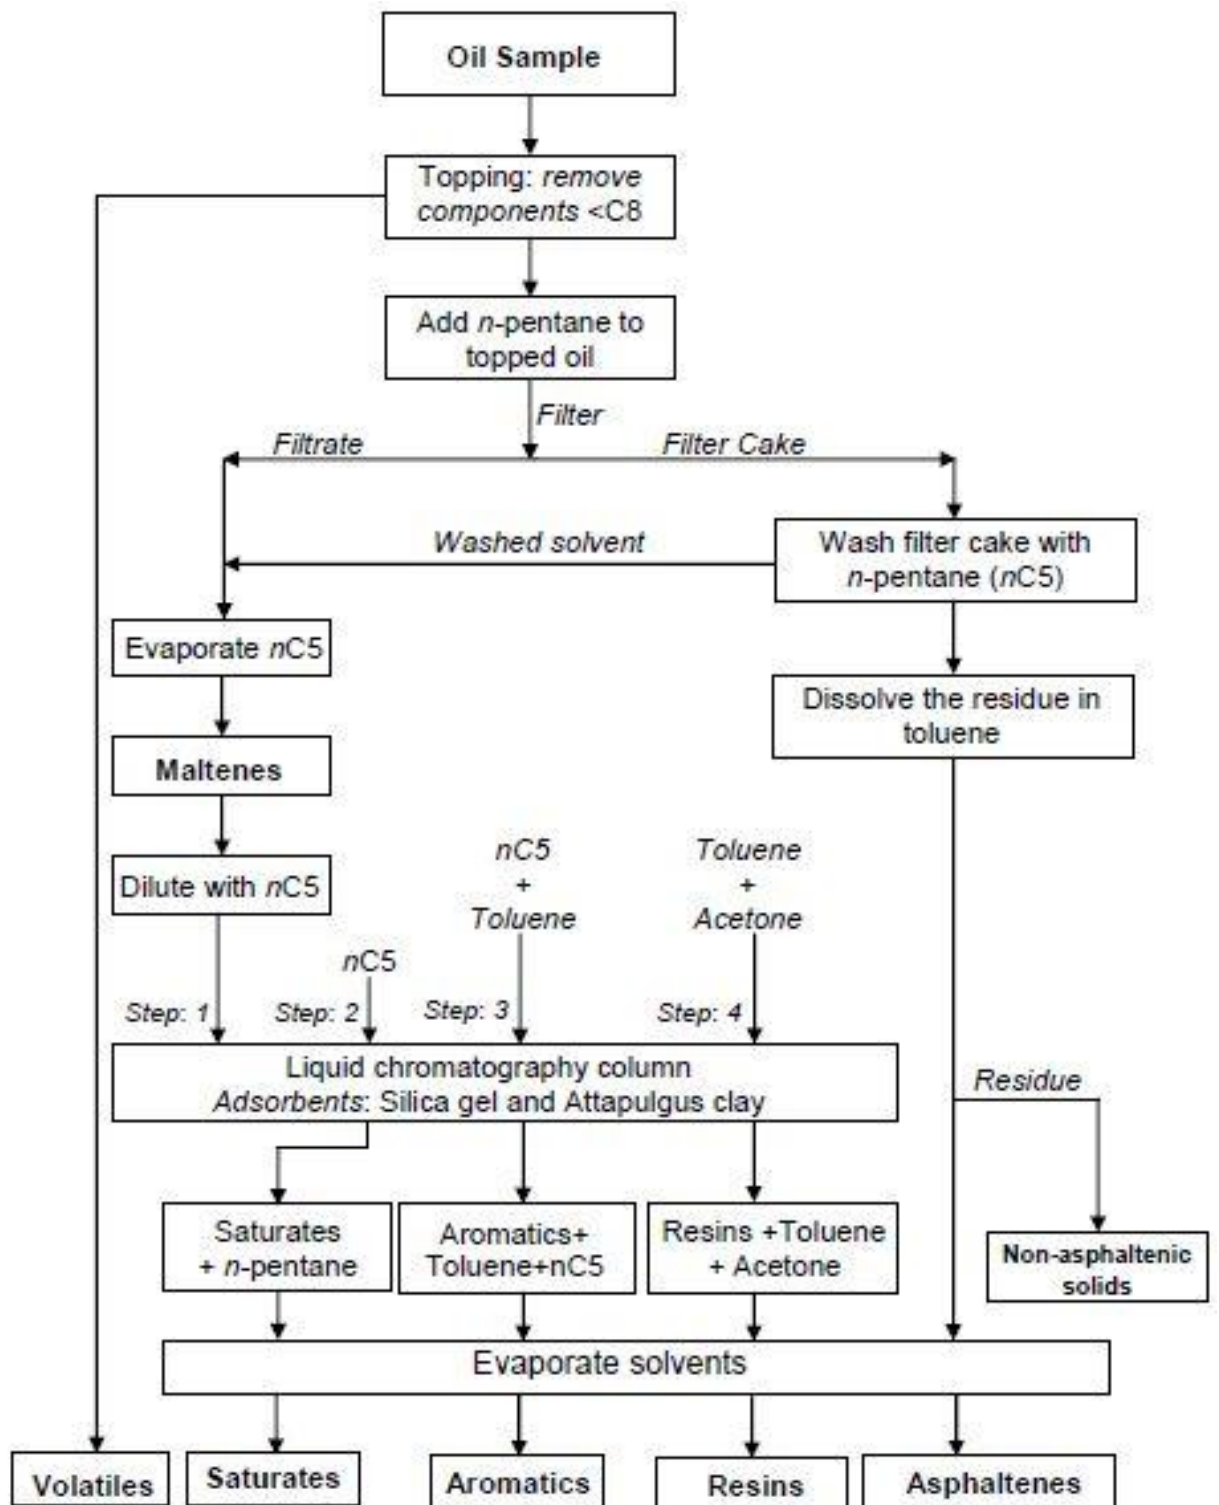 Oil Sample
Topping: remove
components <C8
Add n-pentane to
topped oil
Filter
Filtrate
Filter Cake
Washed solvent
Wash filter cake with
n-pentane (nC5)
Evaporate nC5
Dissolve the residue in
toluene
Maltenes
Dilute with nC5
nC5
+
Toluene
Toluene
+
Acetone
nC5
Step: 1
Step: 2
Step: 3
Step: 4
Liquid chromatography column
Adsorbents: Silica gel and Attapulgus clay
Residue
Saturates
+ n-pentane
Aromatics+
Toluene+nC5
Resins +Toluene
+ Acetone
Non-asphaltenic
solids
Evaporate solvents
Volatiles
Saturates
Aromatics
Resins
Asphaltenes